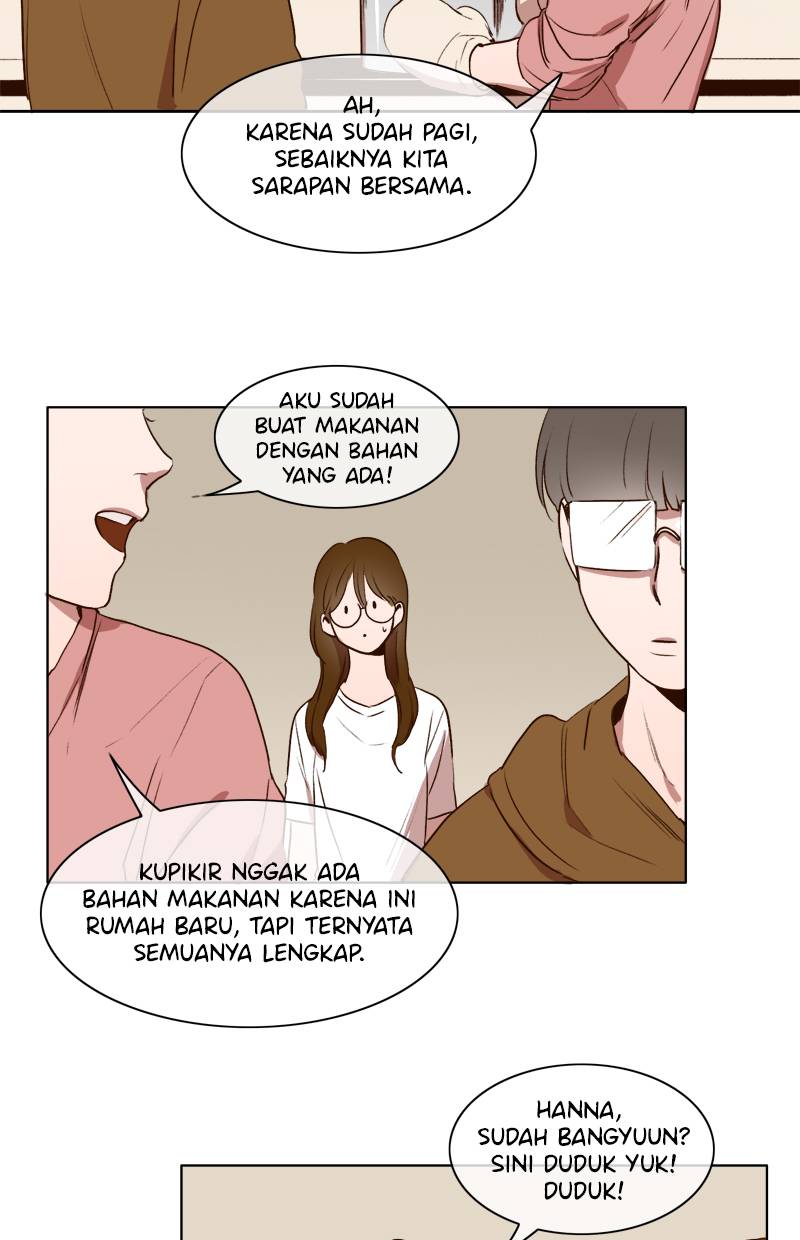 AH,
KARENA SUDAH PAGI,
SEBAIKNYA KITA
SARAPAN BERSAMA.
AKU SUDAH
BUAT MAKANAN
DENGAN BAHAN
YANG ADA!
KUPIKIR NGGAK ADA
BAHAN MAKANAN KARENA INI
RUMAH BARU, TAPI TERNYATA
SEMUANYA LENGKAP.
HANNA,
SUDAH BANGYUUN?
SINI DUDUK YUK!
DUDUK!